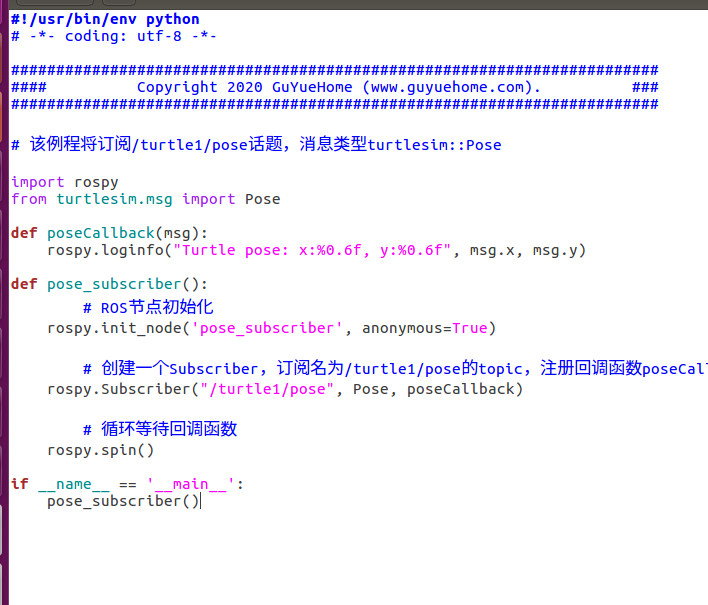 #!/usr/bin/env python
# -*- coding: utf-8 -*-
########################################################################
####          Copyright 2020 GuYueHome (www.guyuehome.com).          ###
########################################################################
# 该例程将订阅/turtle1/pose话题，消息类型turtlesim::Pose
import rospy
from turtlesim.msg import Pose
def poseCallback(msg):
    rospy.loginfo("Turtle pose: x:%0.6f, y:%0.6f", msg.x, msg.y)
def pose_subscriber():
        # ROS节点初始化
    rospy.init_node('pose_subscriber', anonymous=True)
        # 创建一个Subscriber，订阅名为/turtle1/pose的topic，注册回调函数poseCal
    rospy.Subscriber("/turtle1/pose", Pose, poseCallback)
        # 循环等待回调函数
    rospy.spin()
if __name__ == '__main__':
    pose_subscriber()